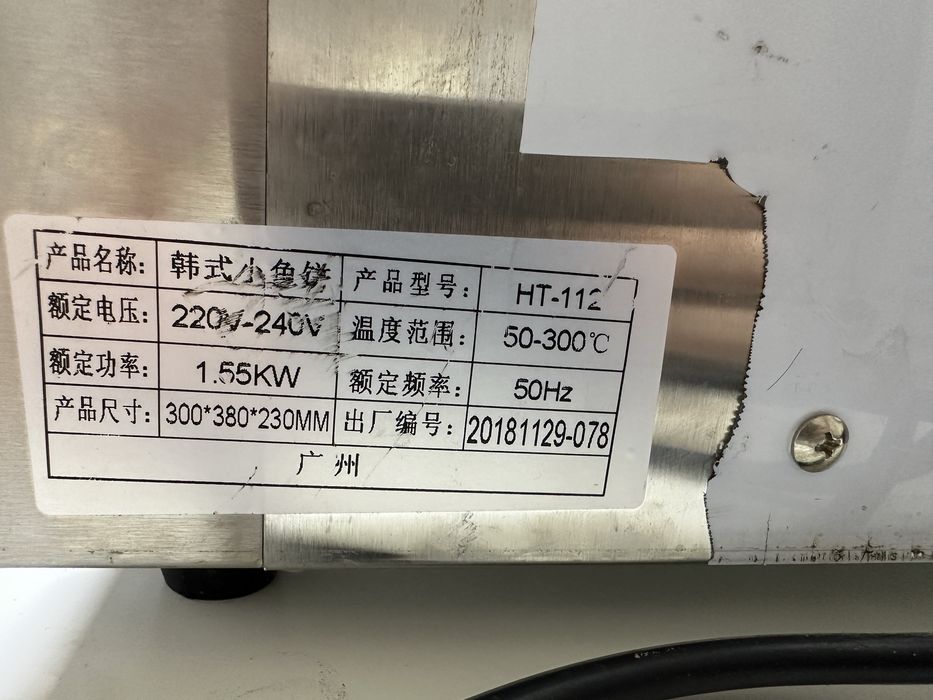 产品名称: 韩式小鱼饼 产品型号: HT-112
额定电压: 220V-240V 温度范围: 50-300℃
额定功率: 1.55KW 额定频率: 50Hz
产品尺寸: 300*380*230MM 出厂编号: 20181129-078
广州